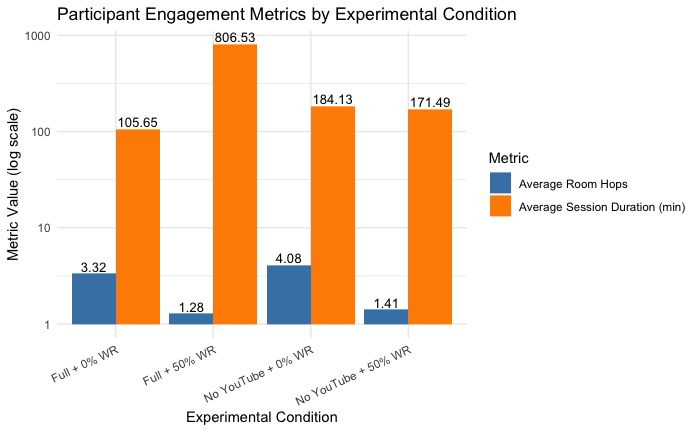 Participant Engagement Metrics by Experimental Condition
Metric Value (log scale)
1000
100
10
1
3.32
105.65
1.28
806.53
4.08
184.13
1.41
171.49
Full + 0% WR
Full + 50% WR
No YouTube + 0% WR
No YouTube + 50% WR
Experimental Condition
Metric
Average Room Hops
Average Session Duration (min)